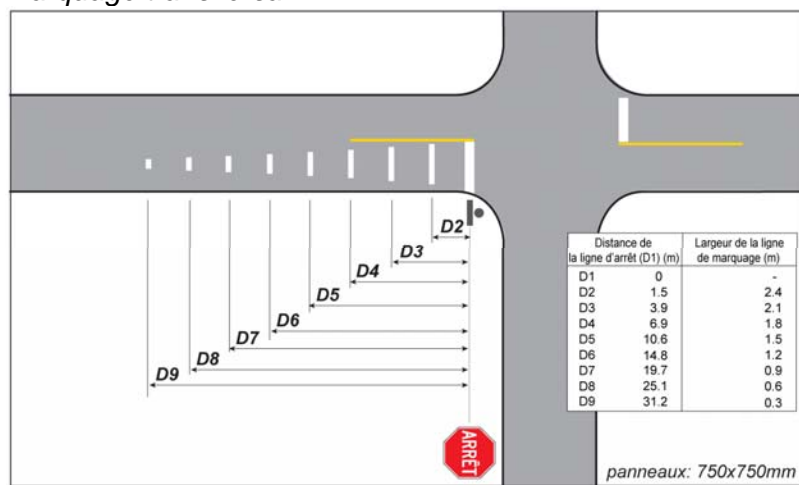 D2
D3
D4
D5
D6
D7
D8
D9
ARRÊT
Distance de la ligne d'arrêt (D1) (m) Largeur de la ligne de marquage (m)
D1 0 -
D2 1.5 2.4
D3 3.9 2.1
D4 6.9 1.8
D5 10.6 1.5
D6 14.8 1.2
D7 19.7 0.9
D8 25.1 0.6
D9 31.2 0.3
panneaux: 750x750mm